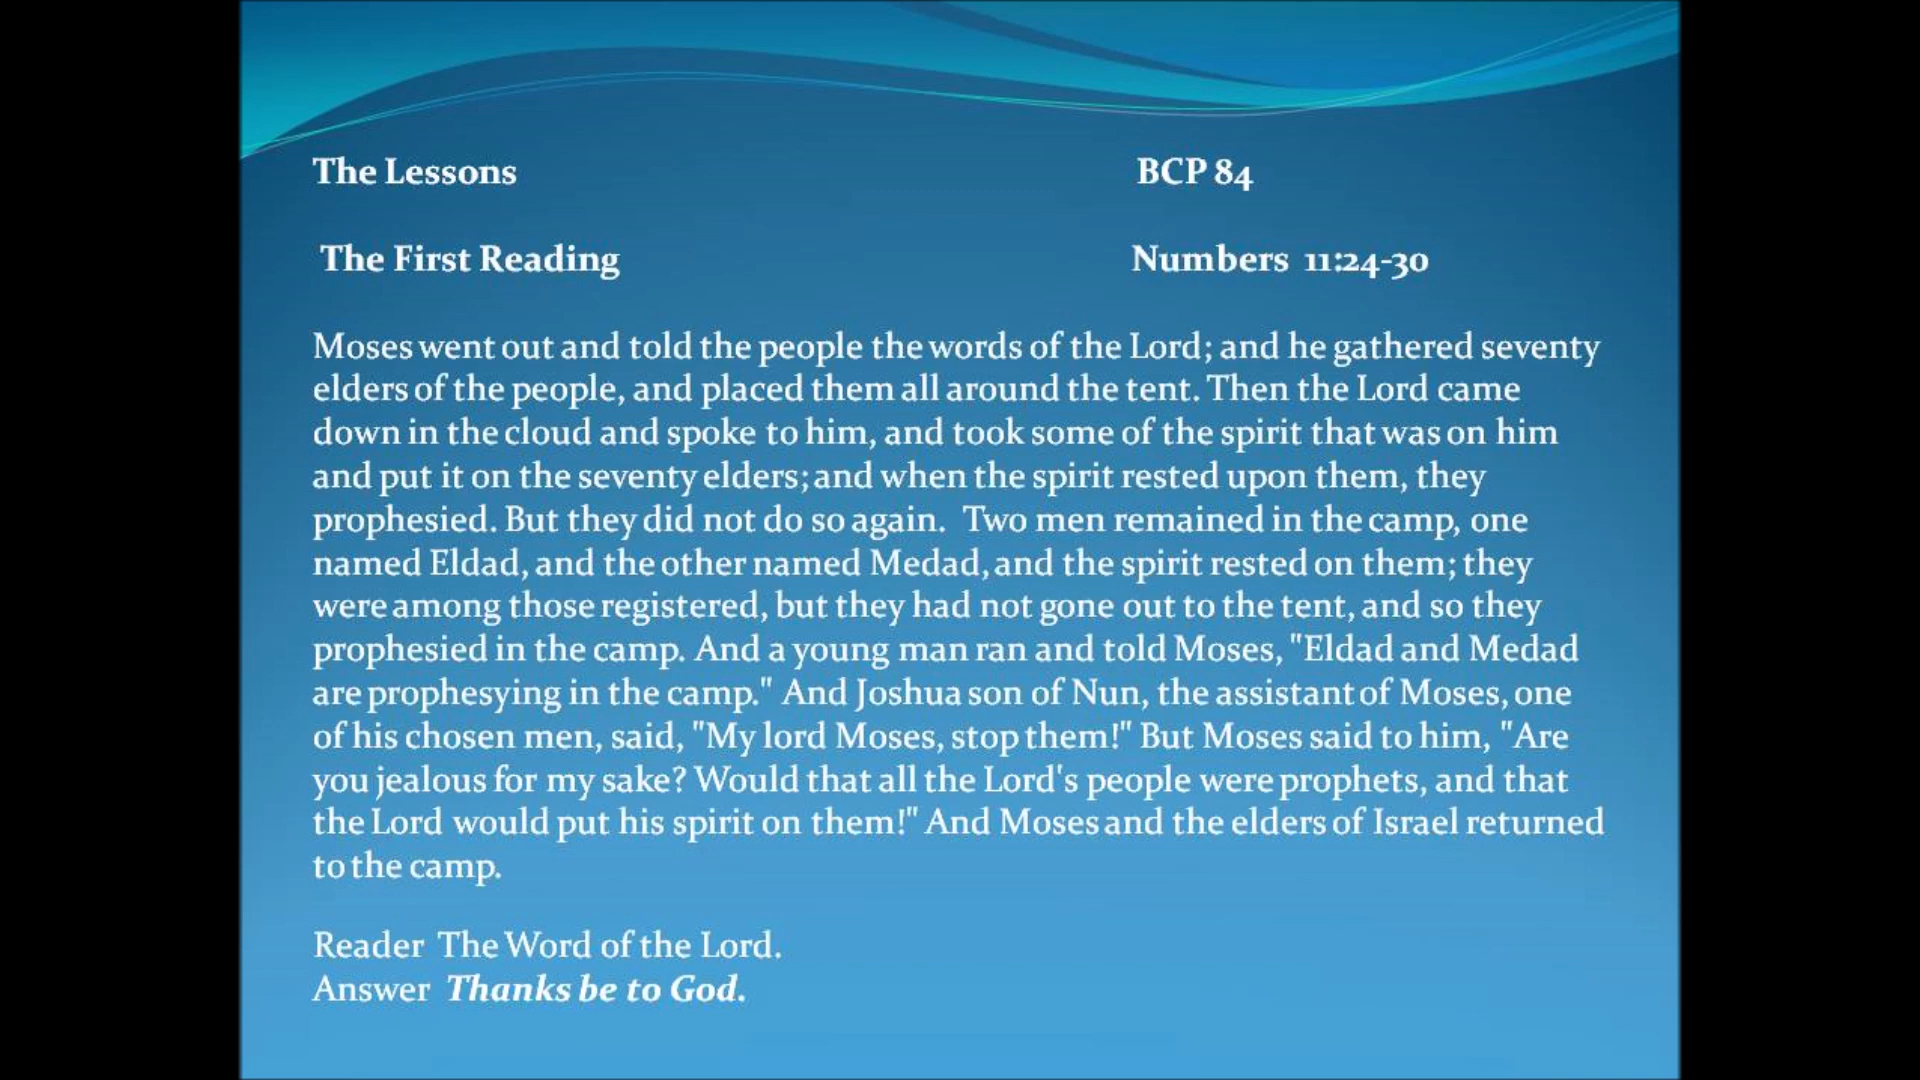 The Lessons BCP 84
The First Reading Numbers 11:24-30
Moses went out and told the people the words of the Lord; and he gathered seventy
elders of the people, and placed them all around the tent. Then the Lord came
down in the cloud and spoke to him, and took some of the spirit that was on him
and put it on the seventy elders; and when the spirit rested upon them, they
prophesied. But they did not do so again. Two men remained in the camp, one
named Eldad, and the other named Medad, and the spirit rested on them; they
were among those registered, but they had not gone out to the tent, and so they
prophesied in the camp. And a young man ran and told Moses, "Eldad and Medad
are prophesying in the camp." And Joshua son of Nun, the assistant of Moses, one
of his chosen men, said, "My lord Moses, stop them!" But Moses said to him, "Are
you jealous for my sake? Would that all the Lord's people were prophets, and that
the Lord would put his spirit on them!" And Moses and the elders of Israel returned
to the camp.
Reader The Word of the Lord.
Answer Thanks be to God.